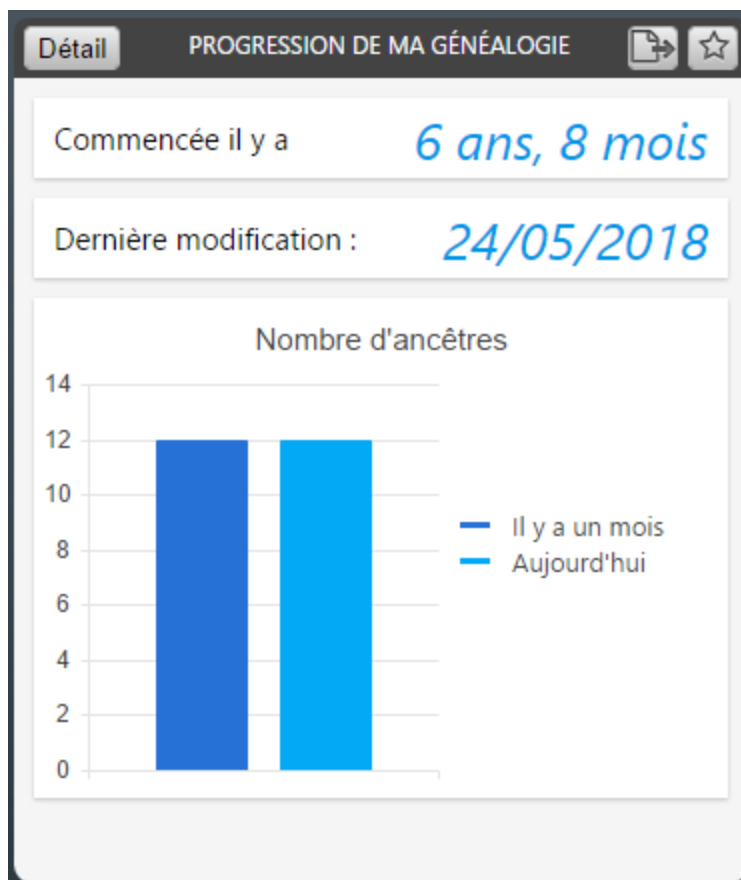 Détail PROGRESSION DE MA GÉNÉALOGIE
Commencée il y a 6 ans, 8 mois
Dernière modification : 24/05/2018
Nombre d'ancêtres
14
12
10
8
6
4
2
0
Il y a un mois
Aujourd'hui